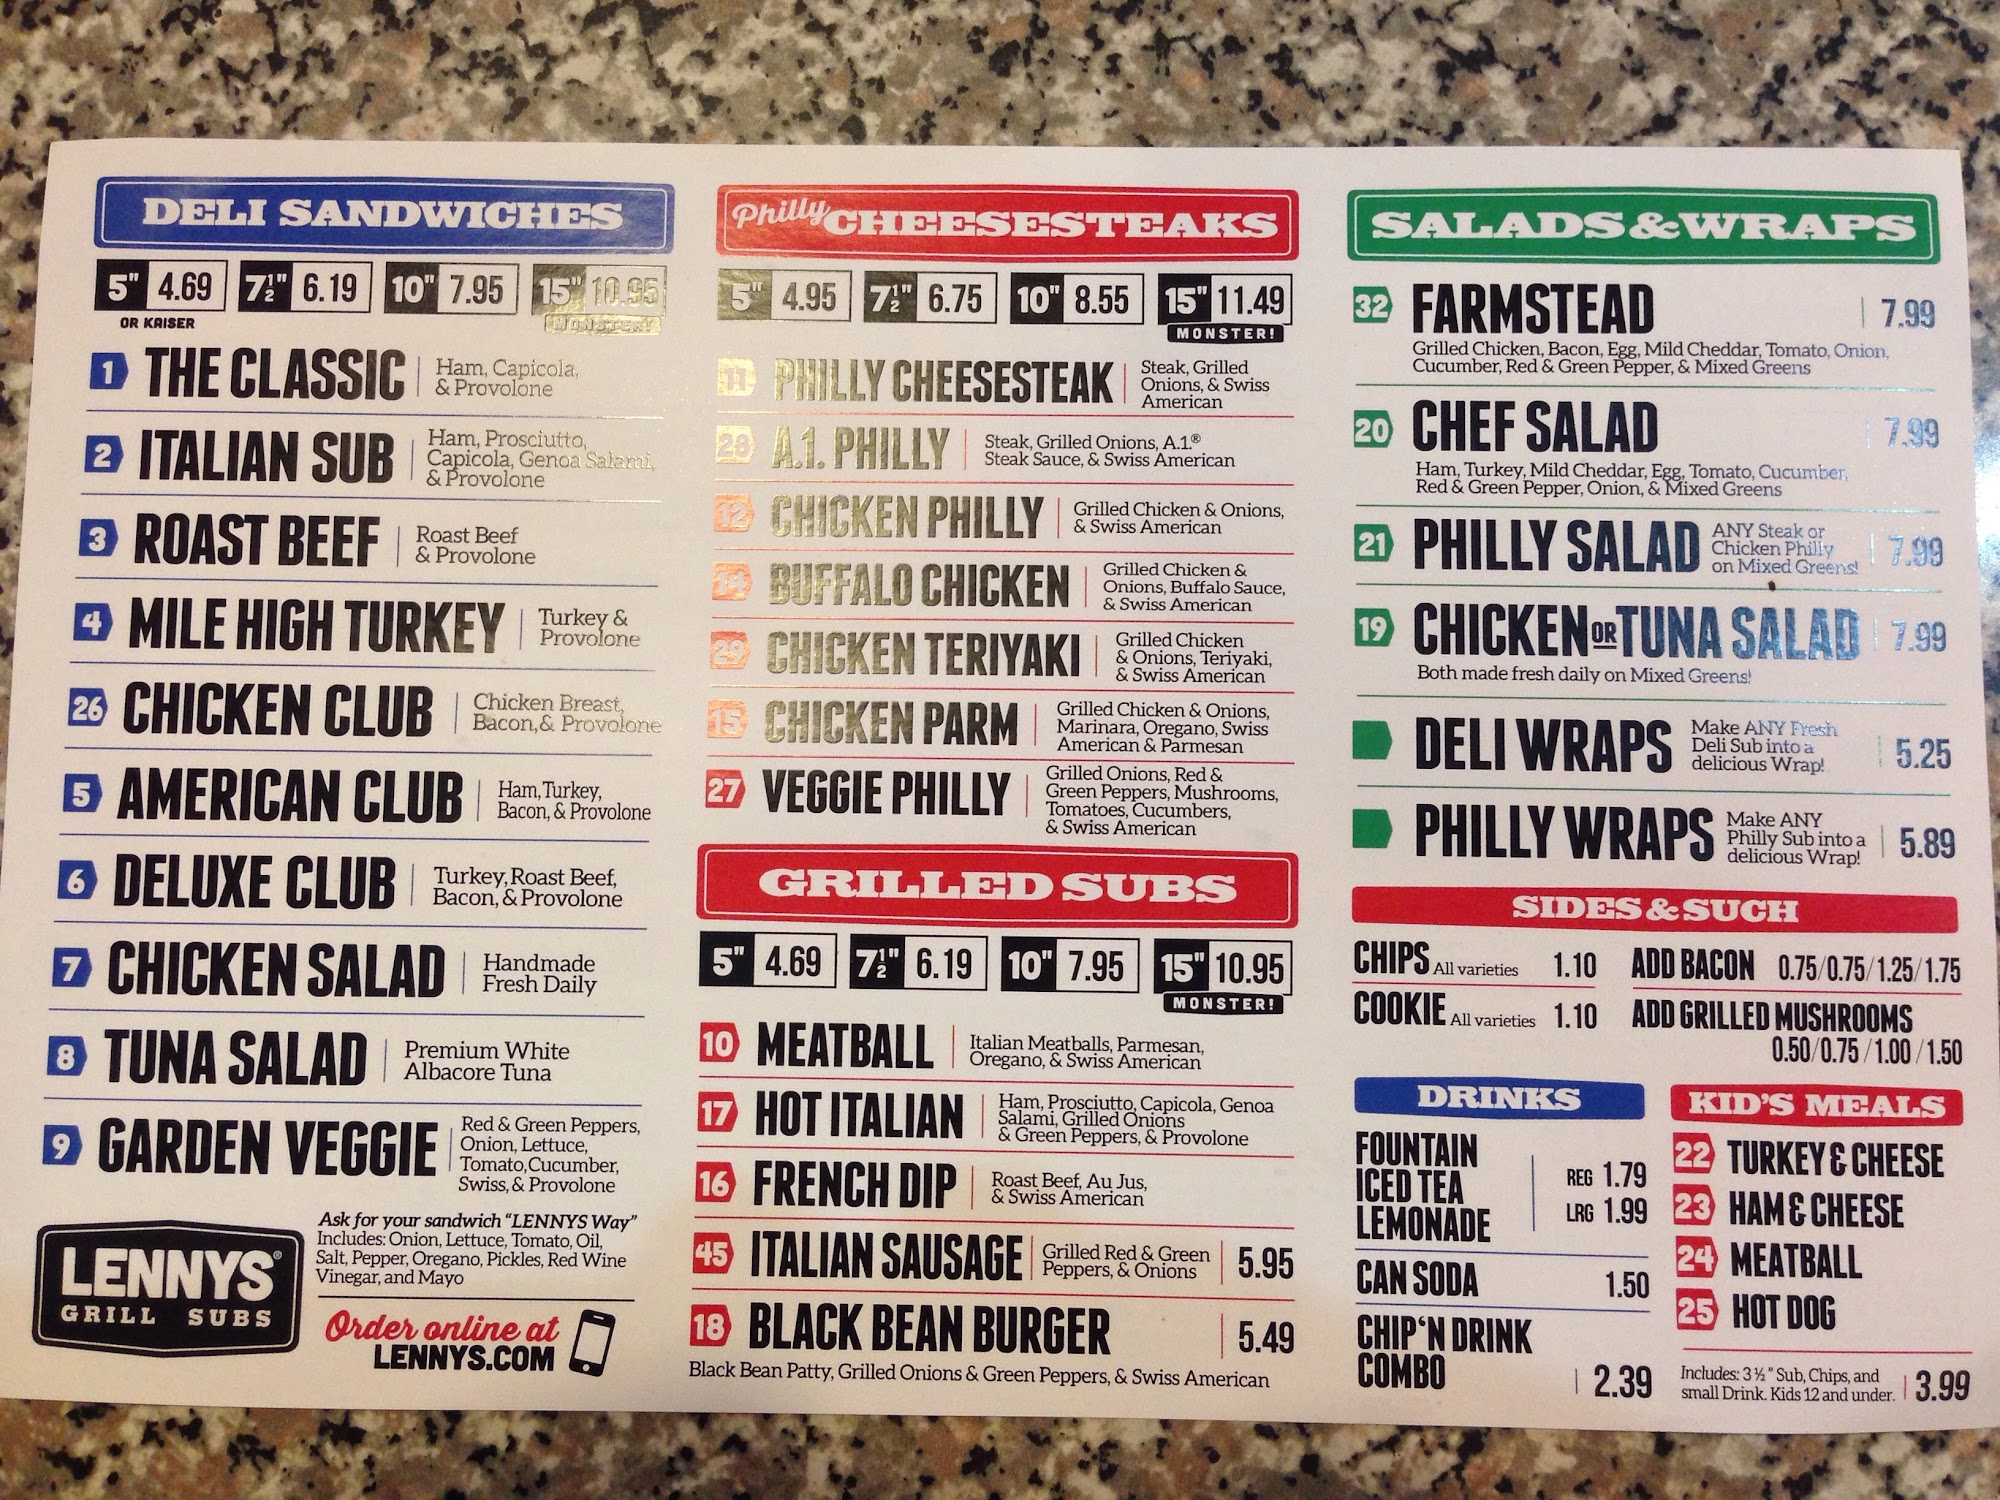 DELI SANDWICHES
5" 4.69 7½" 6.19 10" 7.95 15" 10.95
OR KAISER MONSTER!
1 THE CLASSIC Ham, Capicola,
& Provolone
2 ITALIAN SUB Ham, Prosciutto,
Capicola, Genoa Salami,
& Provolone
3 ROAST BEEF Roast Beef
& Provolone
4 MILE HIGH TURKEY Turkey &
Provolone
26 CHICKEN CLUB Chicken Breast,
Bacon, & Provolone
5 AMERICAN CLUB Ham, Turkey,
Bacon, & Provolone
6 DELUXE CLUB Turkey, Roast Beef,
Bacon, & Provolone
7 CHICKEN SALAD Handmade
Fresh Daily
8 TUNA SALAD Premium White
Albacore Tuna
9 GARDEN VEGGIE Red & Green Peppers,
Onion, Lettuce,
Tomato, Cucumber,
Swiss, & Provolone
LENNYS®
GRILL SUBS
Ask for your sandwich "LENNYS Way"
Includes: Onion, Lettuce, Tomato, Oil,
Salt, Pepper, Oregano, Pickles, Red Wine
Vinegar, and Mayo
Order online at
LENNYS.COM
Philly CHEESESTEAKS
5" 4.95 7½" 6.75 10" 8.55 15" 11.49
MONSTER!
11 PHILLY CHEESESTEAK Steak, Grilled
Onions, & Swiss
American
28 A.1. PHILLY Steak, Grilled Onions, A.1®
Steak Sauce, & Swiss American
12 CHICKEN PHILLY Grilled Chicken & Onions,
& Swiss American
14 BUFFALO CHICKEN Grilled Chicken &
Onions, Buffalo Sauce,
& Swiss American
29 CHICKEN TERIYAKI Grilled Chicken
& Onions, Teriyaki,
& Swiss American
15 CHICKEN PARM Grilled Chicken & Onions,
Marinara, Oregano, Swiss
American & Parmesan
27 VEGGIE PHILLY Grilled Onions, Red &
Green Peppers, Mushrooms,
Tomatoes, Cucumbers,
& Swiss American
GRILLED SUBS
5" 4.69 7½" 6.19 10" 7.95 15" 10.95
MONSTER!
10 MEATBALL Italian Meatballs, Parmesan,
Oregano, & Swiss American
17 HOT ITALIAN Ham, Prosciutto, Capicola, Genoa
Salami, Grilled Onions
& Green Peppers, & Provolone
16 FRENCH DIP Roast Beef, Au Jus,
& Swiss American
45 ITALIAN SAUSAGE Grilled Red & Green
Peppers, & Onions 5.95
18 BLACK BEAN BURGER 5.49
Black Bean Patty, Grilled Onions & Green Peppers, & Swiss American
SALADS & WRAPS
32 FARMSTEAD 7.99
Grilled Chicken, Bacon, Egg, Mild Cheddar, Tomato, Onion,
Cucumber, Red & Green Pepper, & Mixed Greens
20 CHEF SALAD 7.99
Ham, Turkey, Mild Cheddar, Egg, Tomato, Cucumber,
Red & Green Pepper, Onion, & Mixed Greens
21 PHILLY SALAD ANY Steak or
Chicken Philly
on Mixed Greens! 7.99
19 CHICKEN OR TUNA SALAD 7.99
Both made fresh daily on Mixed Greens!
DELI WRAPS Make ANY Fresh
Deli Sub into a
delicious Wrap! 5.25
PHILLY WRAPS Make ANY
Philly Sub into a
delicious Wrap! 5.89
SIDES & SUCH
CHIPS All varieties 1.10
COOKIE All varieties 1.10
ADD BACON 0.75/0.75/1.25/1.75
ADD GRILLED MUSHROOMS
0.50/0.75/1.00/1.50
DRINKS
FOUNTAIN
ICED TEA REG 1.79
LEMONADE LRG 1.99
CAN SODA 1.50
CHIP'N DRINK
COMBO 2.39
KID'S MEALS
22 TURKEY & CHEESE
23 HAM & CHEESE
24 MEATBALL
25 HOT DOG
Includes: 3 ½" Sub, Chips, and
small Drink. Kids 12 and under. 3.99